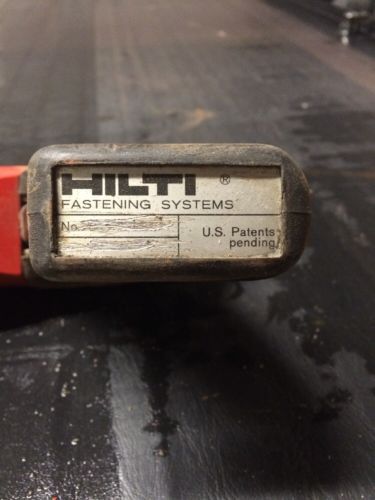 HILTI ®
FASTENING SYSTEMS
No.
U.S. Patents
pending